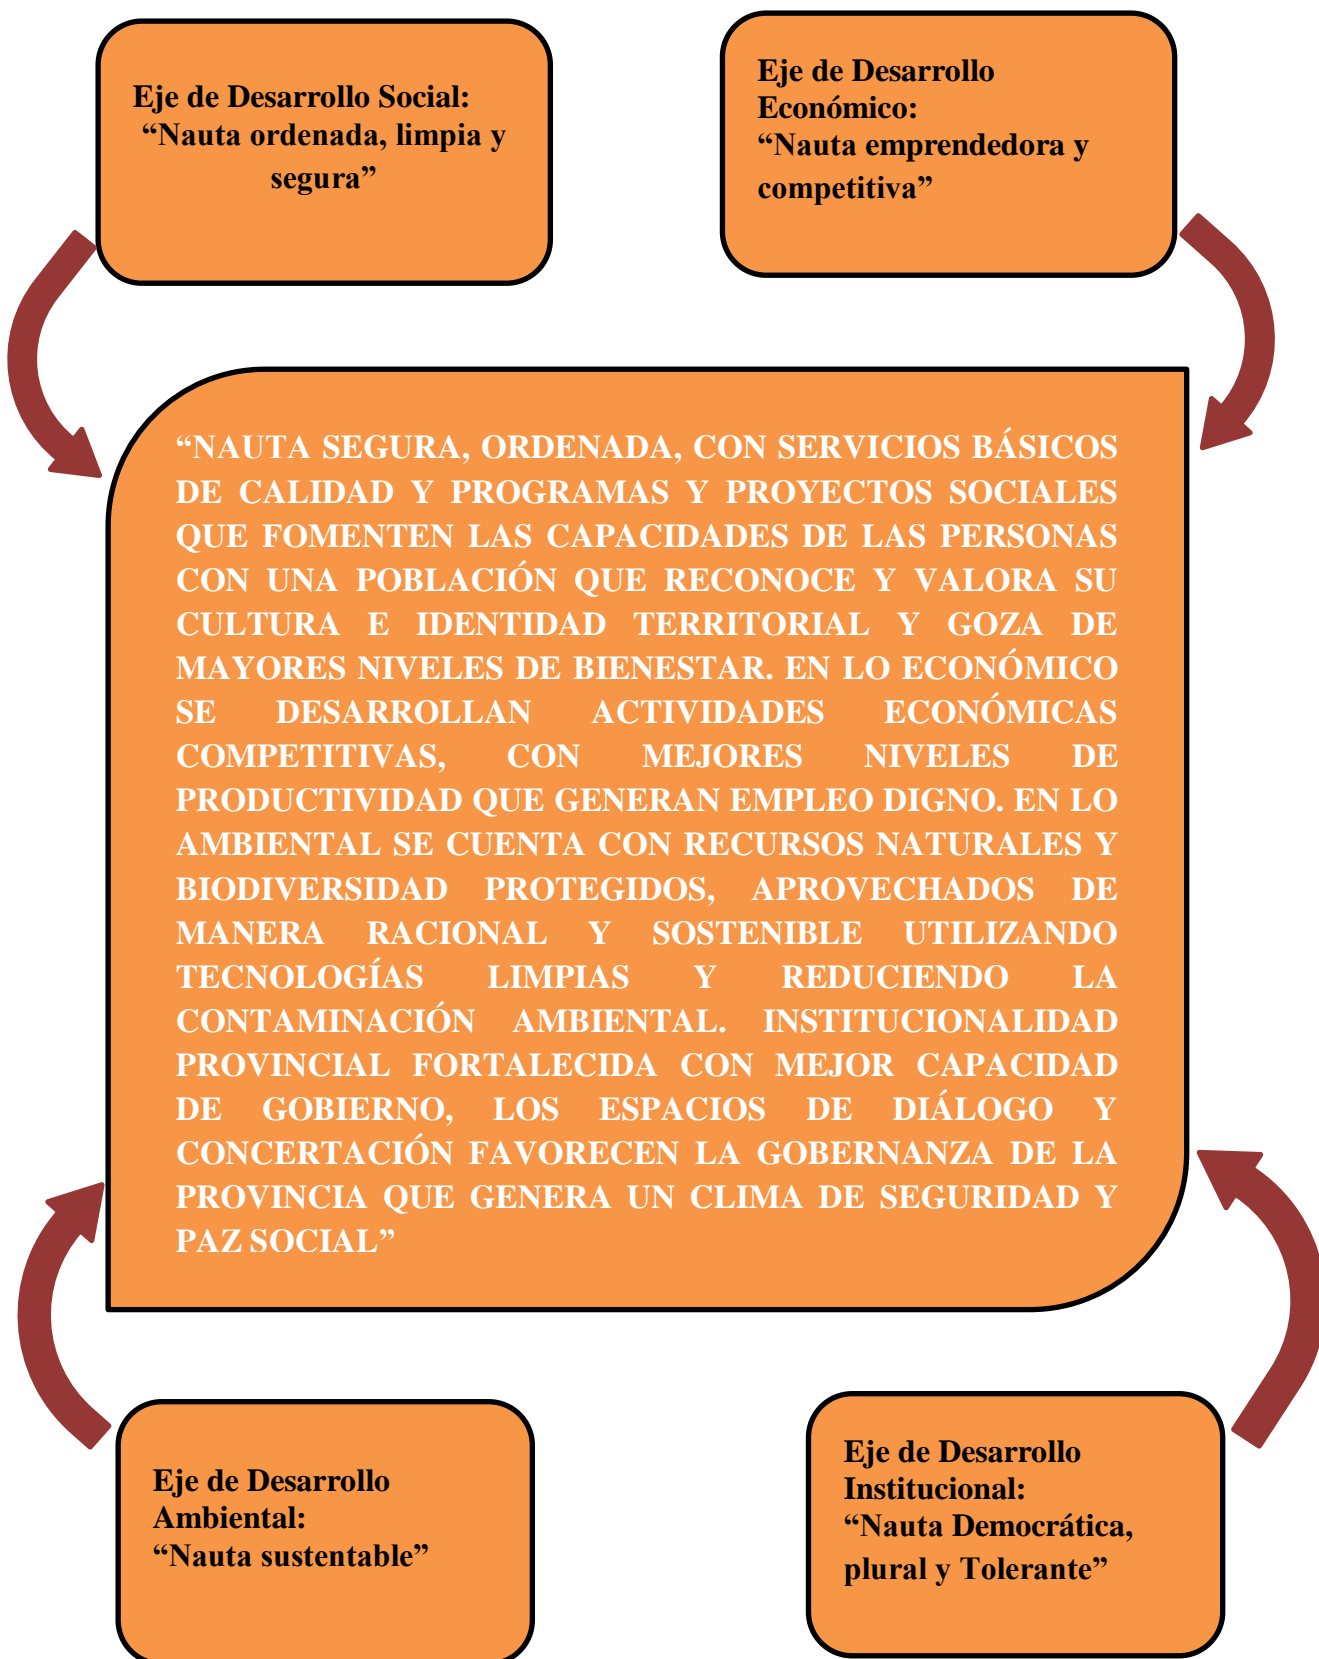 Eje de Desarrollo Social:
“Nauta ordenada, limpia y
segura”
Eje de Desarrollo
Económico:
“Nauta emprendedora y
competitiva”
“NAUTA SEGURA, ORDENADA, CON SERVICIOS BÁSICOS
DE CALIDAD Y PROGRAMAS Y PROYECTOS SOCIALES
QUE FOMENTEN LAS CAPACIDADES DE LAS PERSONAS
CON UNA POBLACIÓN QUE RECONOCE Y VALORA SU
CULTURA E IDENTIDAD TERRITORIAL Y GOZA DE
MAYORES NIVELES DE BIENESTAR. EN LO ECONÓMICO
SE DESARROLLAN ACTIVIDADES ECONÓMICAS
COMPETITIVAS, CON MEJORES NIVELES DE
PRODUCTIVIDAD QUE GENERAN EMPLEO DIGNO. EN LO
AMBIENTAL SE CUENTA CON RECURSOS NATURALES Y
BIODIVERSIDAD PROTEGIDOS, APROVECHADOS DE
MANERA RACIONAL Y SOSTENIBLE UTILIZANDO
TECNOLOGÍAS LIMPIAS Y REDUCIENDO LA
CONTAMINACIÓN AMBIENTAL. INSTITUCIONALIDAD
PROVINCIAL FORTALECIDA CON MEJOR CAPACIDAD
DE GOBIERNO, LOS ESPACIOS DE DIÁLOGO Y
CONCERTACIÓN FAVORECEN LA GOBERNANZA DE LA
PROVINCIA QUE GENERA UN CLIMA DE SEGURIDAD Y
PAZ SOCIAL”
Eje de Desarrollo
Ambiental:
“Nauta sustentable”
Eje de Desarrollo
Institucional:
“Nauta Democrática,
plural y Tolerante”